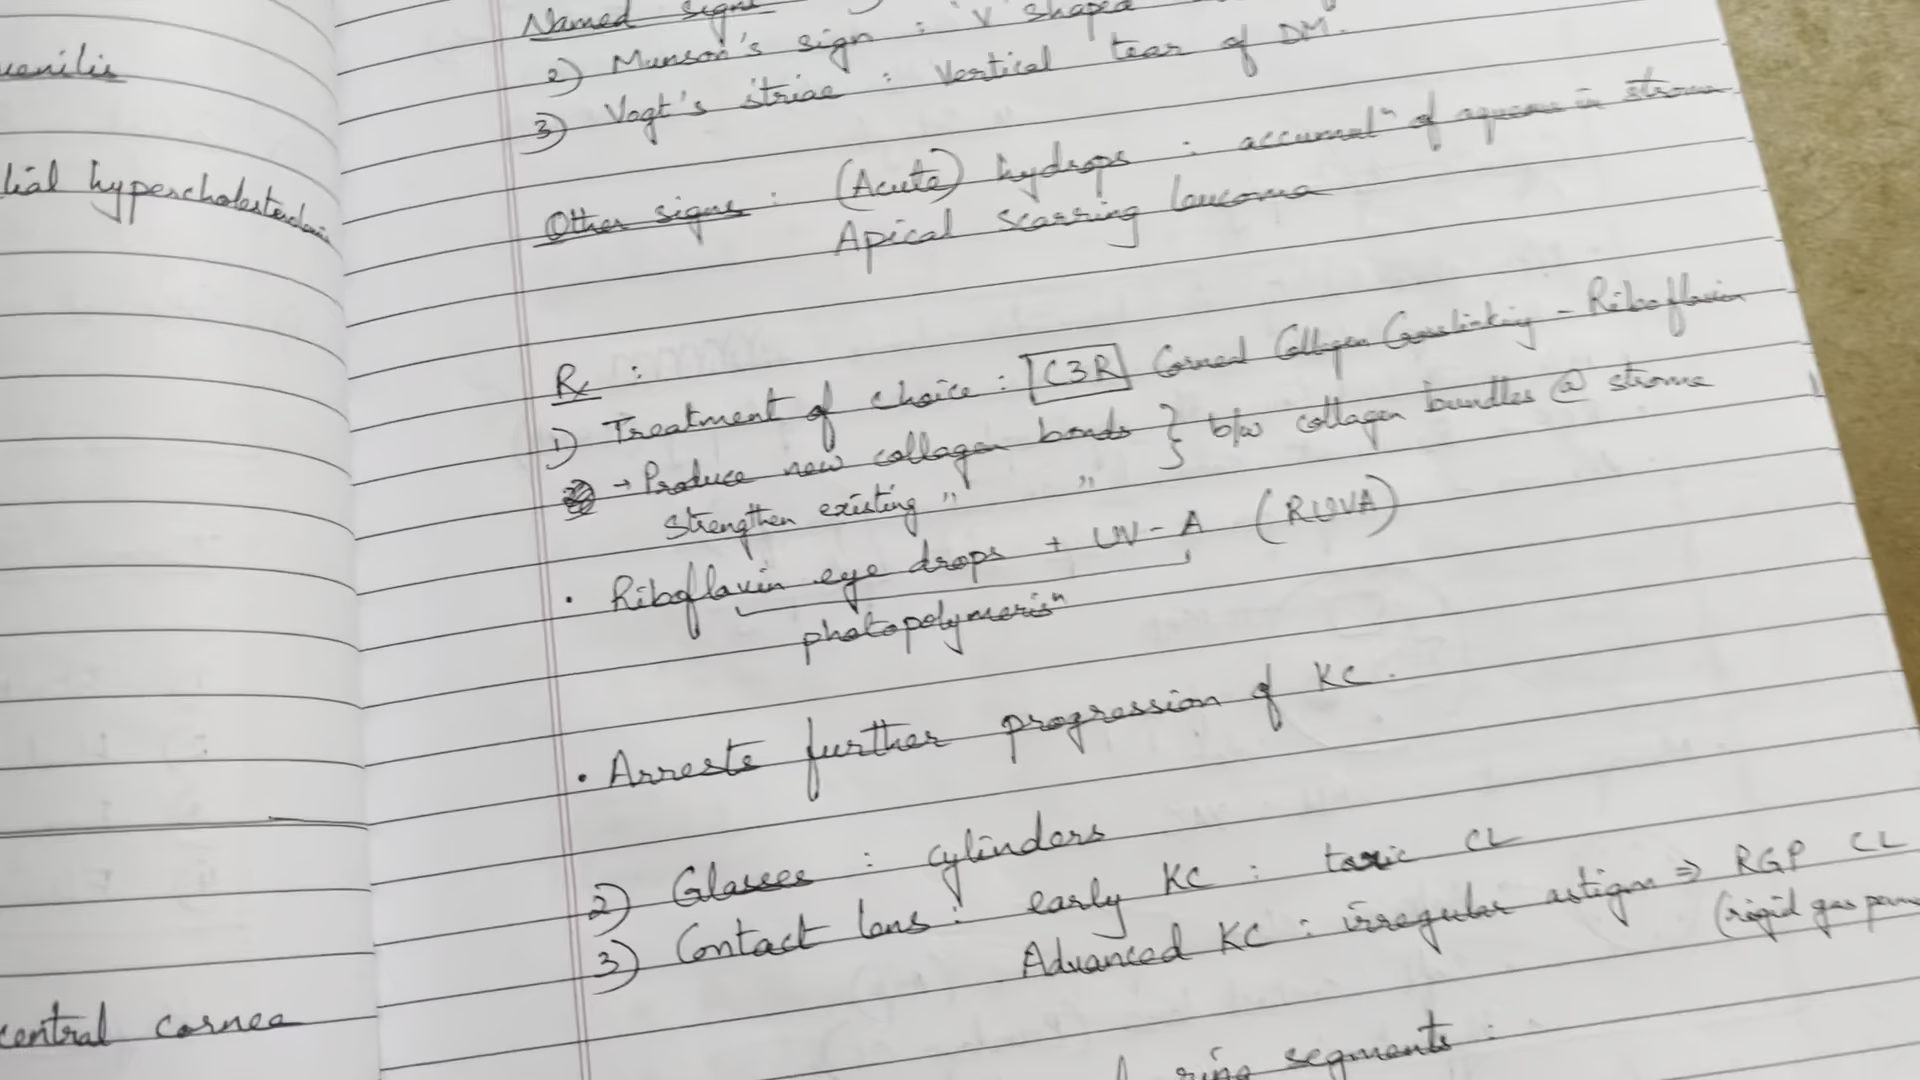 uenilis
lial hypercholesterolemia
central cornea
Named signs
2) Munson's sign : 'V' shaped
3) Vogt's striae : Vertical tear of DM.
Other signs : (Acute) hydrops : accumulⁿ of aqueous in stroma
Apical scarring leucoma
Rx :
1) Treatment of choice : C3R Corneal Collagen Crosslinking - Riboflavin
→ Produce new collagen bonds } b/w collagen bundles @ stroma
Strengthen existing " "
• Riboflavin eye drops + UV-A (RUVA)
photopolymerisⁿ
• Arrests further progression of KC.
2) Glasses : cylinders
3) Contact lens : early KC : toric CL
Advanced KC : irregular astigm ⇒ RGP CL
(rigid gas perm
ring segments :